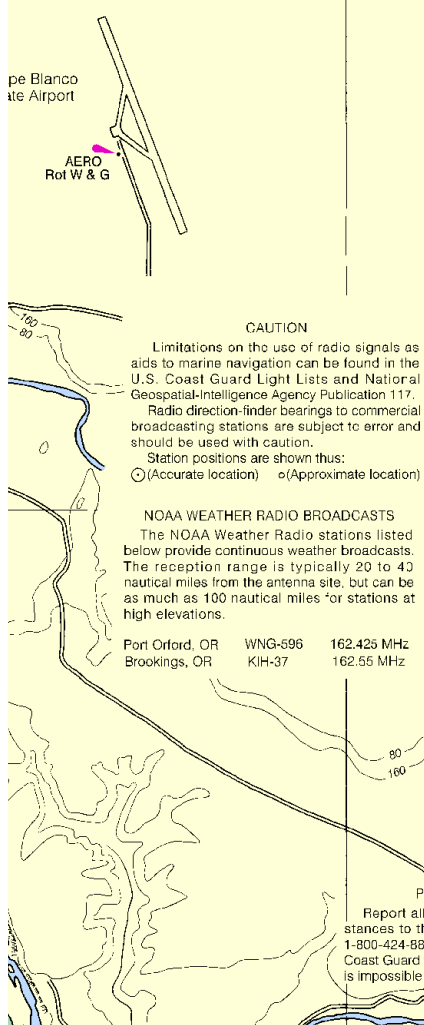 pe Blanco
ate Airport
AERO
Rot W & G
160
80
CAUTION
Limitations on the use of radio signals as
aids to marine navigation can be found in the
U.S. Coast Guard Light Lists and National
Geospatial-Intelligence Agency Publication 117.
Radio direction-finder bearings to commercial
broadcasting stations are subject to error and
should be used with caution.
Station positions are shown thus:
(Accurate location) o(Approximate location)
NOAA WEATHER RADIO BROADCASTS
The NOAA Weather Radio stations listed
below provide continuous weather broadcasts.
The reception range is typically 20 to 40
nautical miles from the antenna site, but can be
as much as 100 nautical miles for stations at
high elevations.
Port Orford, OR WNG-596 162.425 MHz
Brookings, OR KIH-37 162.55 MHz
80
160
P
Report all
stances to th
1-800-424-88
Coast Guard
is impossible